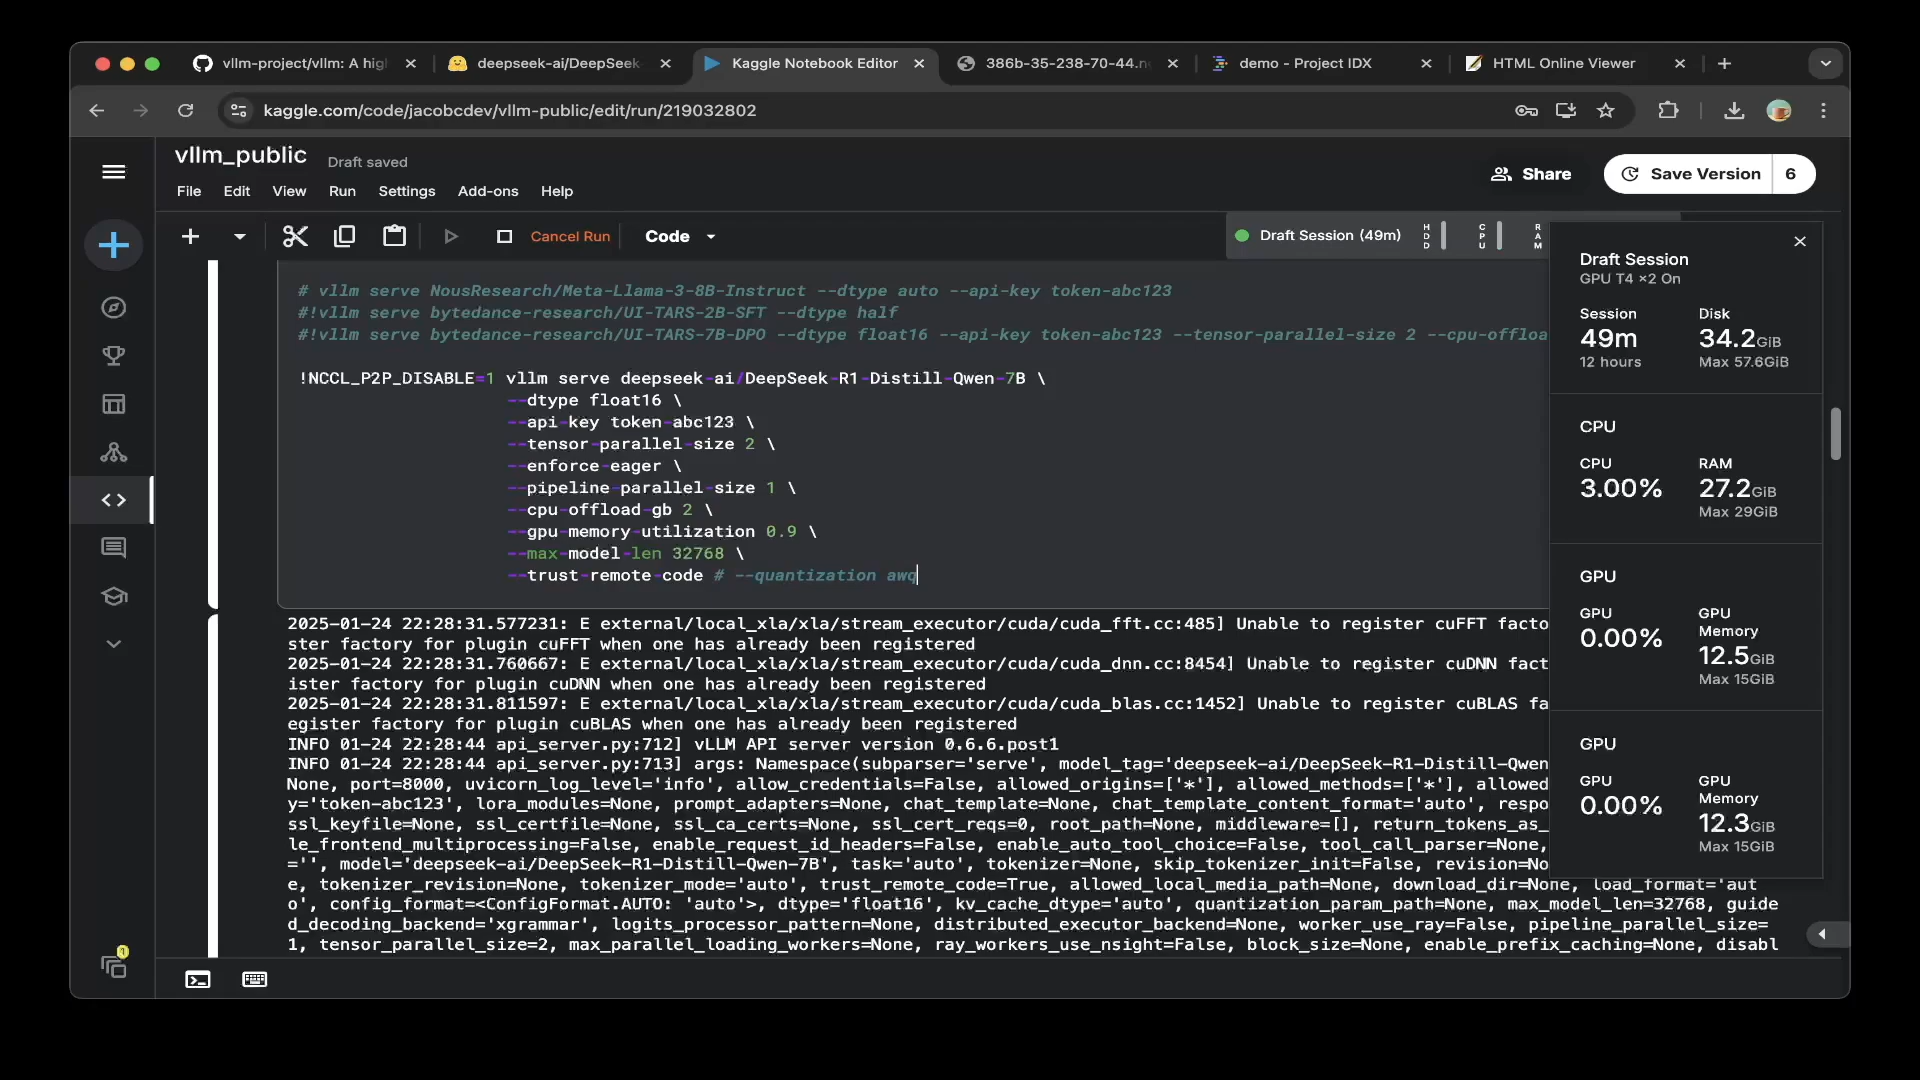 vllm-project/vllm: A hig
deepseek-ai/DeepSeek
Kaggle Notebook Editor
386b-35-238-70-44.n
demo - Project IDX
HTML Online Viewer
kaggle.com/code/jacobcdev/vllm-public/edit/run/219032802
vllm_public
Draft saved
File Edit View Run Settings Add-ons Help
Share
Save Version 6
Cancel Run
Code
Draft Session (49m)
HDD
CPU
RAM
# vllm serve NousResearch/Meta-Llama-3-8B-Instruct --dtype auto --api-key token-abc123
#!vllm serve bytedance-research/UI-TARS-2B-SFT --dtype half
#!vllm serve bytedance-research/UI-TARS-7B-DPO --dtype float16 --api-key token-abc123 --tensor-parallel-size 2 --cpu-offloa
!NCCL_P2P_DISABLE=1 vllm serve deepseek-ai/DeepSeek-R1-Distill-Qwen-7B \
--dtype float16 \
--api-key token-abc123 \
--tensor-parallel-size 2 \
--enforce-eager \
--pipeline-parallel-size 1 \
--cpu-offload-gb 2 \
--gpu-memory-utilization 0.9 \
--max-model-len 32768 \
--trust-remote-code # --quantization awq
2025-01-24 22:28:31.577231: E external/local_xla/xla/stream_executor/cuda/cuda_fft.cc:485] Unable to register cuFFT facto
ster factory for plugin cuFFT when one has already been registered
2025-01-24 22:28:31.760667: E external/local_xla/xla/stream_executor/cuda/cuda_dnn.cc:8454] Unable to register cuDNN fact
ister factory for plugin cuDNN when one has already been registered
2025-01-24 22:28:31.811597: E external/local_xla/xla/stream_executor/cuda/cuda_blas.cc:1452] Unable to register cuBLAS fa
egister factory for plugin cuBLAS when one has already been registered
INFO 01-24 22:28:44 api_server.py:712] vLLM API server version 0.6.6.post1
INFO 01-24 22:28:44 api_server.py:713] args: Namespace(subparser='serve', model_tag='deepseek-ai/DeepSeek-R1-Distill-Qwen
None, port=8000, uvicorn_log_level='info', allow_credentials=False, allowed_origins=['*'], allowed_methods=['*'], allowed
y='token-abc123', lora_modules=None, prompt_adapters=None, chat_template=None, chat_template_content_format='auto', respo
ssl_keyfile=None, ssl_certfile=None, ssl_ca_certs=None, ssl_cert_reqs=0, root_path=None, middleware=[], return_tokens_as_
le_frontend_multiprocessing=False, enable_request_id_headers=False, enable_auto_tool_choice=False, tool_call_parser=None,
='', model='deepseek-ai/DeepSeek-R1-Distill-Qwen-7B', task='auto', tokenizer=None, skip_tokenizer_init=False, revision=No
e, tokenizer_revision=None, tokenizer_mode='auto', trust_remote_code=True, allowed_local_media_path=None, download_dir=None, load_format='aut
o', config_format=<ConfigFormat.AUTO: 'auto'>, dtype='float16', kv_cache_dtype='auto', quantization_param_path=None, max_model_len=32768, guide
d_decoding_backend='xgrammar', logits_processor_pattern=None, distributed_executor_backend=None, worker_use_ray=False, pipeline_parallel_size=
1, tensor_parallel_size=2, max_parallel_loading_workers=None, ray_workers_use_nsight=False, block_size=None, enable_prefix_caching=None, disabl
Draft Session
GPU T4 ×2 On
Session Disk
49m 34.2GiB
12 hours Max 57.6GiB
CPU
CPU RAM
3.00% 27.2GiB
Max 29GiB
GPU
GPU GPU Memory
0.00% 12.5GiB
Max 15GiB
GPU
GPU GPU Memory
0.00% 12.3GiB
Max 15GiB
1